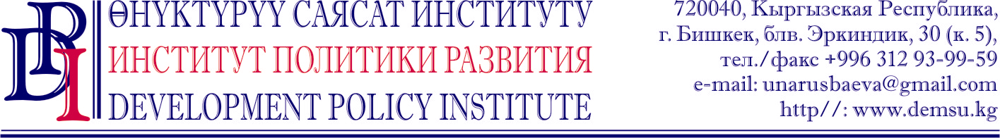 DPI
ӨНҮКТҮРҮҮ САЯСАТ ИНСТИТУТУ
ИНСТИТУТ ПОЛИТИКИ РАЗВИТИЯ
DEVELOPMENT POLICY INSTITUTE
720040, Кыргызская Республика,
г. Бишкек, блв. Эркиндик, 30 (к. 5),
тел./факс +996 312 93-99-59
e-mail: unarusbaeva@gmail.com
http//: www.demsu.kg